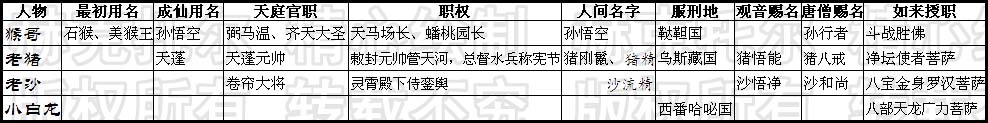 人物 最初用名 成仙用名 天庭官职 职权 人间名字 服刑地 观音赐名 唐僧赐名 如来授职
猴哥 石猴、美猴王 孙悟空 弼马温、齐天大圣 天马场长、蟠桃园长 孙悟空 鞑靼国 孙行者 斗战胜佛
老猪 天蓬 天蓬元帅 敕封元帅管天河，总督水兵称宪节 猪刚鬣、猪精 乌斯藏国 猪悟能 猪八戒 净坛使者菩萨
老沙 卷帘大将 灵霄殿下侍銮舆 沙流精 沙悟净 沙和尚 八宝金身罗汉菩萨
小白龙 西番哈咇国 八部天龙广力菩萨